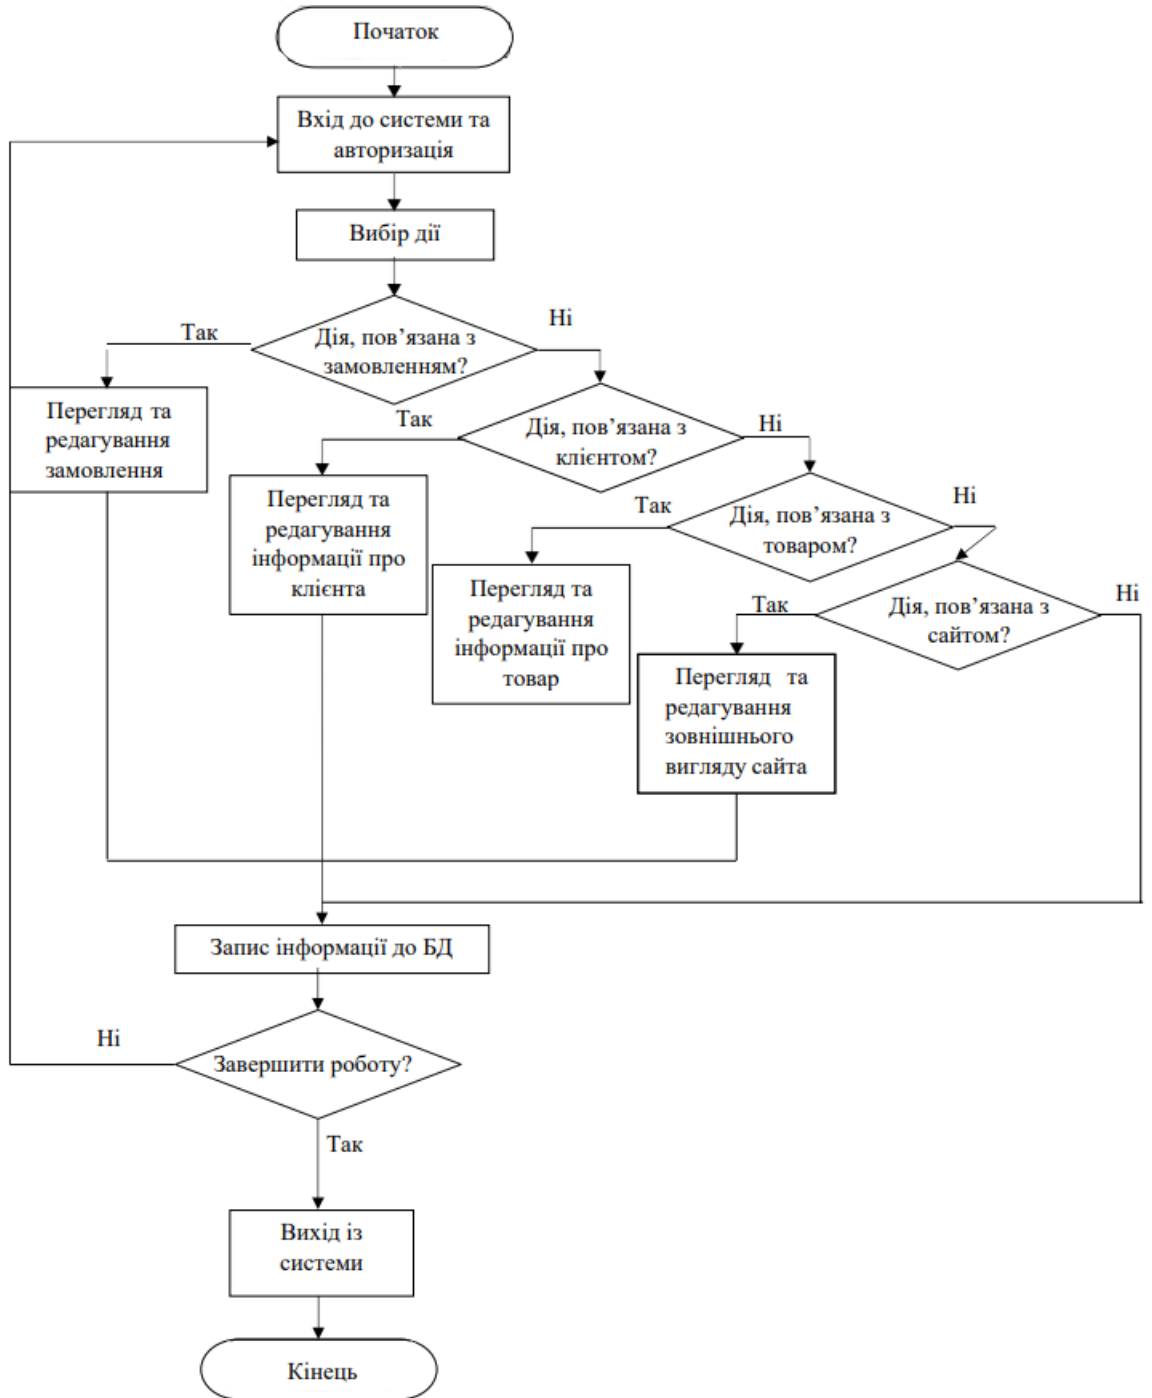 Початок
Вхід до системи та
авторизація
Вибір дії
Дія, пов’язана з
замовленням?
Так
Ні
Перегляд та
редагування
замовлення
Дія, пов’язана з
клієнтом?
Так
Ні
Перегляд та
редагування
інформації про
клієнта
Дія, пов’язана з
товаром?
Так
Ні
Перегляд та
редагування
інформації про
товар
Дія, пов’язана з
сайтом?
Так
Ні
Перегляд та
редагування
зовнішнього
вигляду сайта
Запис інформації до БД
Завершити роботу?
Ні
Так
Вихід із
системи
Кінець